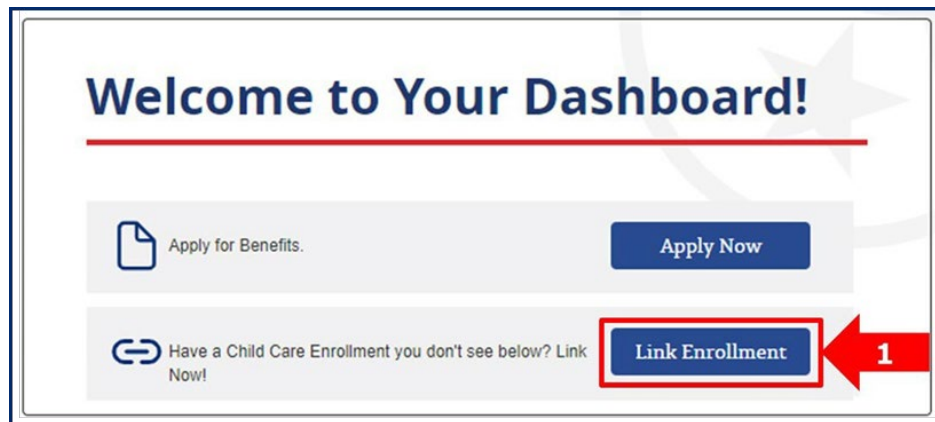 Welcome to Your Dashboard!
Apply for Benefits.
Apply Now
Have a Child Care Enrollment you don't see below? Link
Now!
Link Enrollment
1